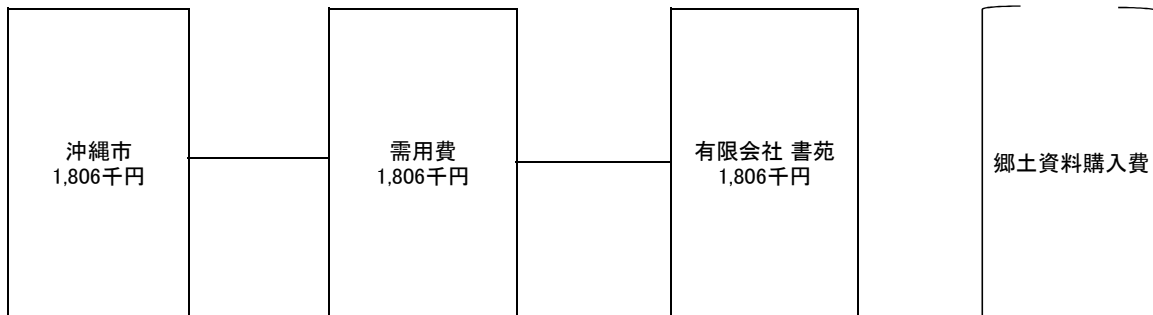 沖縄市
1,806千円
需用費
1,806千円
有限会社 書苑
1,806千円
郷土資料購入費